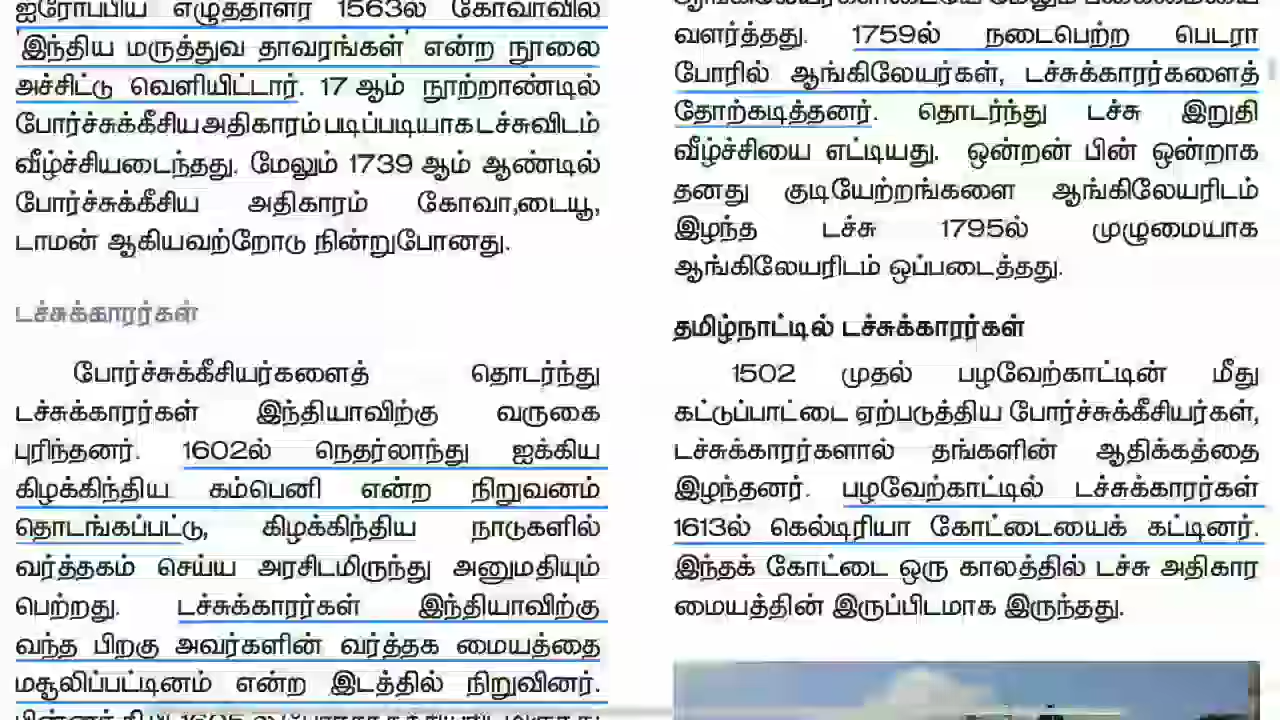 ஐரோப்பிய எழுத்தாளர் 1563ல் கோவாவில்
'இந்திய மருத்துவ தாவரங்கள்' என்ற நூலை
அச்சிட்டு வெளியிட்டார். 17 ஆம் நூற்றாண்டில்
போர்ச்சுக்கீசிய அதிகாரம் படிப்படியாக டச்சுவிடம்
வீழ்ச்சியடைந்தது. மேலும் 1739 ஆம் ஆண்டில்
போர்ச்சுக்கீசிய அதிகாரம் கோவா,டையூ,
டாமன் ஆகியவற்றோடு நின்றுபோனது.
டச்சுக்காரர்கள்
போர்ச்சுக்கீசியர்களைத் தொடர்ந்து
டச்சுக்காரர்கள் இந்தியாவிற்கு வருகை
புரிந்தனர். 1602ல் நெதர்லாந்து ஐக்கிய
கிழக்கிந்திய கம்பெனி என்ற நிறுவனம்
தொடங்கப்பட்டு, கிழக்கிந்திய நாடுகளில்
வர்த்தகம் செய்ய அரசிடமிருந்து அனுமதியும்
பெற்றது. டச்சுக்காரர்கள் இந்தியாவிற்கு
வந்த பிறகு அவர்களின் வர்த்தக மையத்தை
மசூலிப்பட்டினம் என்ற இடத்தில் நிறுவினர்.
வளர்த்தது. 1759ல் நடைபெற்ற பெடரா
போரில் ஆங்கிலேயர்கள், டச்சுக்காரர்களைத்
தோற்கடித்தனர். தொடர்ந்து டச்சு இறுதி
வீழ்ச்சியை எட்டியது. ஒன்றன் பின் ஒன்றாக
தனது குடியேற்றங்களை ஆங்கிலேயரிடம்
இழந்த டச்சு 1795ல் முழுமையாக
ஆங்கிலேயரிடம் ஒப்படைத்தது.
தமிழ்நாட்டில் டச்சுக்காரர்கள்
1502 முதல் பழவேற்காட்டின் மீது
கட்டுப்பாட்டை ஏற்படுத்திய போர்ச்சுக்கீசியர்கள்,
டச்சுக்காரர்களால் தங்களின் ஆதிக்கத்தை
இழந்தனர். பழவேற்காட்டில் டச்சுக்காரர்கள்
1613ல் கெல்டிரியா கோட்டையைக் கட்டினர்.
இந்தக் கோட்டை ஒரு காலத்தில் டச்சு அதிகார
மையத்தின் இருப்பிடமாக இருந்தது.